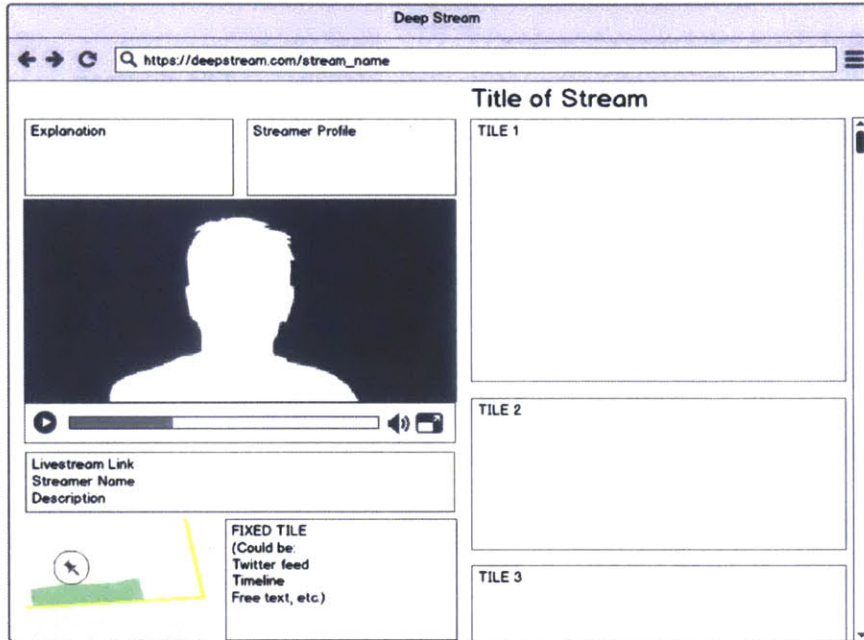 Deep Stream
https://deepstream.com/stream_name
Title of Stream
Explanation
Streamer Profile
Livestream Link
Streamer Name
Description
FIXED TILE
(Could be:
Twitter feed
Timeline
Free text, etc.)
TILE 1
TILE 2
TILE 3